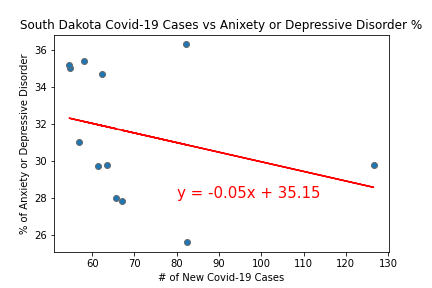 South Dakota Covid-19 Cases vs Anixety or Depressive Disorder %
% of Anxiety or Depressive Disorder
36
34
32
30
28
26
y = -0.05x + 35.15
60 70 80 90 100 110 120 130
# of New Covid-19 Cases